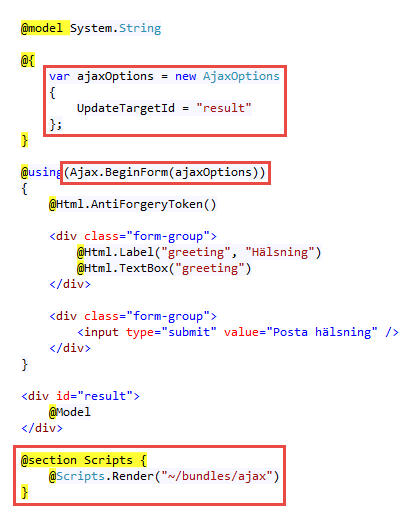 @model System.String
@{
var ajaxOptions = new AjaxOptions
{
UpdateTargetId = "result"
};
}
@using(Ajax.BeginForm(ajaxOptions))
{
@Html.AntiForgeryToken()
<div class="form-group">
@Html.Label("greeting", "Hälsning")
@Html.TextBox("greeting")
</div>
<div class="form-group">
<input type="submit" value="Posta hälsning" />
</div>
}
<div id="result">
@Model
</div>
@section Scripts {
@Scripts.Render("~/bundles/ajax")
}